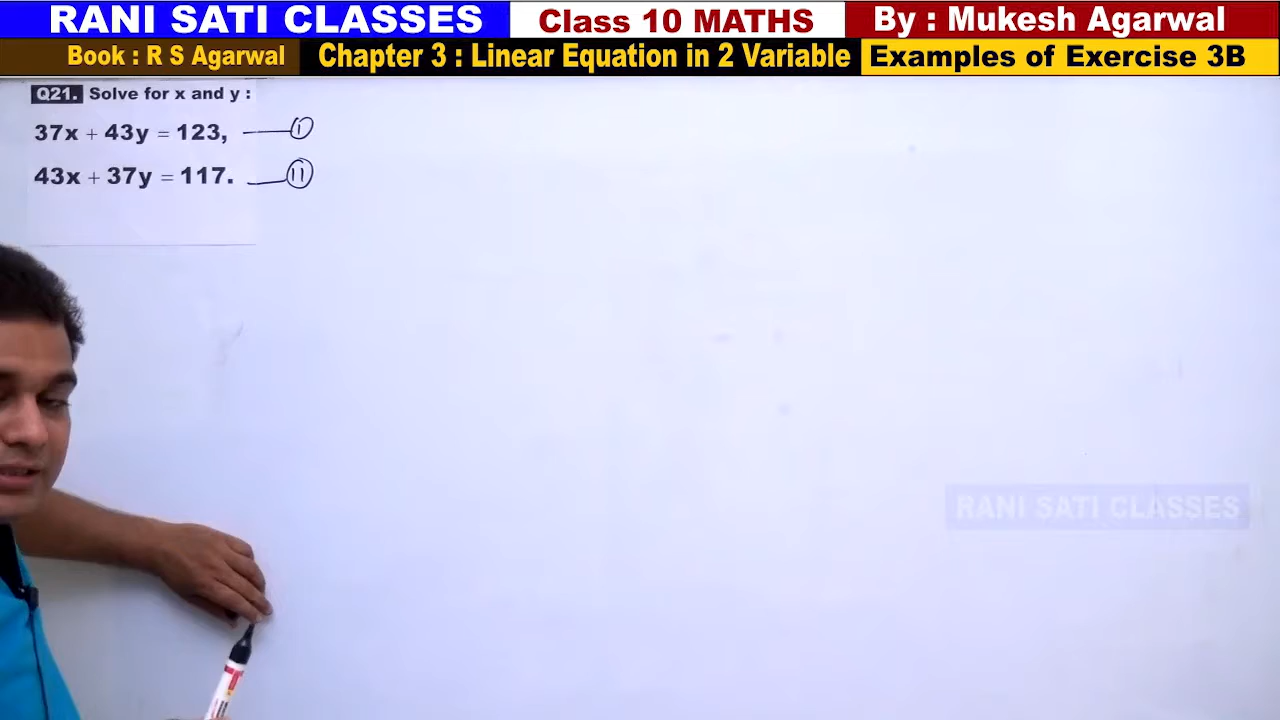 RANI SATI CLASSES
Class 10 MATHS
By : Mukesh Agarwal
Book : R S Agarwal
Chapter 3 : Linear Equation in 2 Variable
Examples of Exercise 3B
Q21. Solve for x and y :
37x + 43y = 123, — (I)
43x + 37y = 117. — (II)
RANI SATI CLASSES